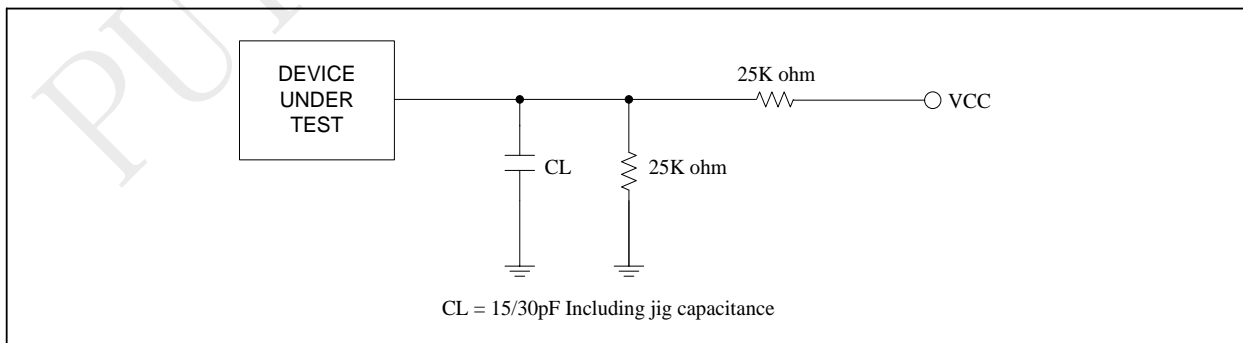 DEVICE
UNDER
TEST
25K ohm
VCC
CL
25K ohm
CL = 15/30pF Including jig capacitance